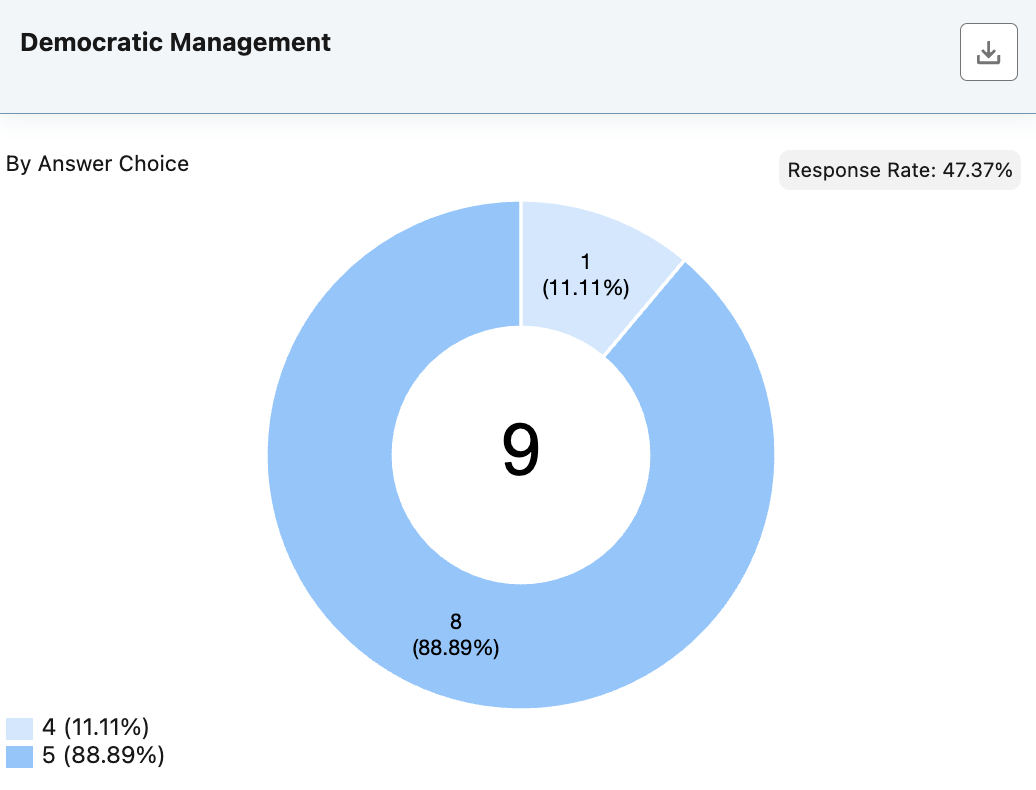 Democratic Management
By Answer Choice
Response Rate: 47.37%
1
(11.11%)
9
8
(88.89%)
4 (11.11%)
5 (88.89%)